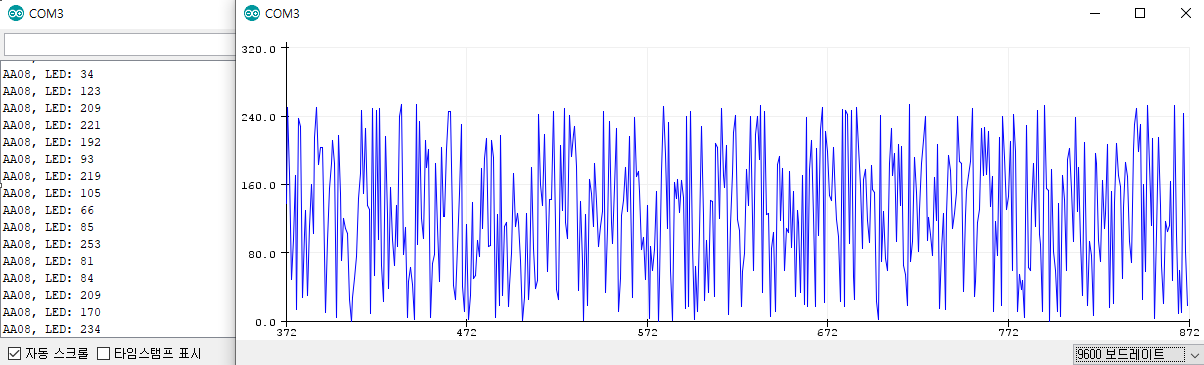 COM3
AA08, LED: 34
AA08, LED: 123
AA08, LED: 209
AA08, LED: 221
AA08, LED: 192
AA08, LED: 93
AA08, LED: 219
AA08, LED: 105
AA08, LED: 66
AA08, LED: 85
AA08, LED: 253
AA08, LED: 81
AA08, LED: 84
AA08, LED: 209
AA08, LED: 170
AA08, LED: 234
자동 스크롤
타임스탬프 표시
COM3
320.0
240.0
160.0
80.0
0.0
372 472 572 672 772 872
9600 보드레이트